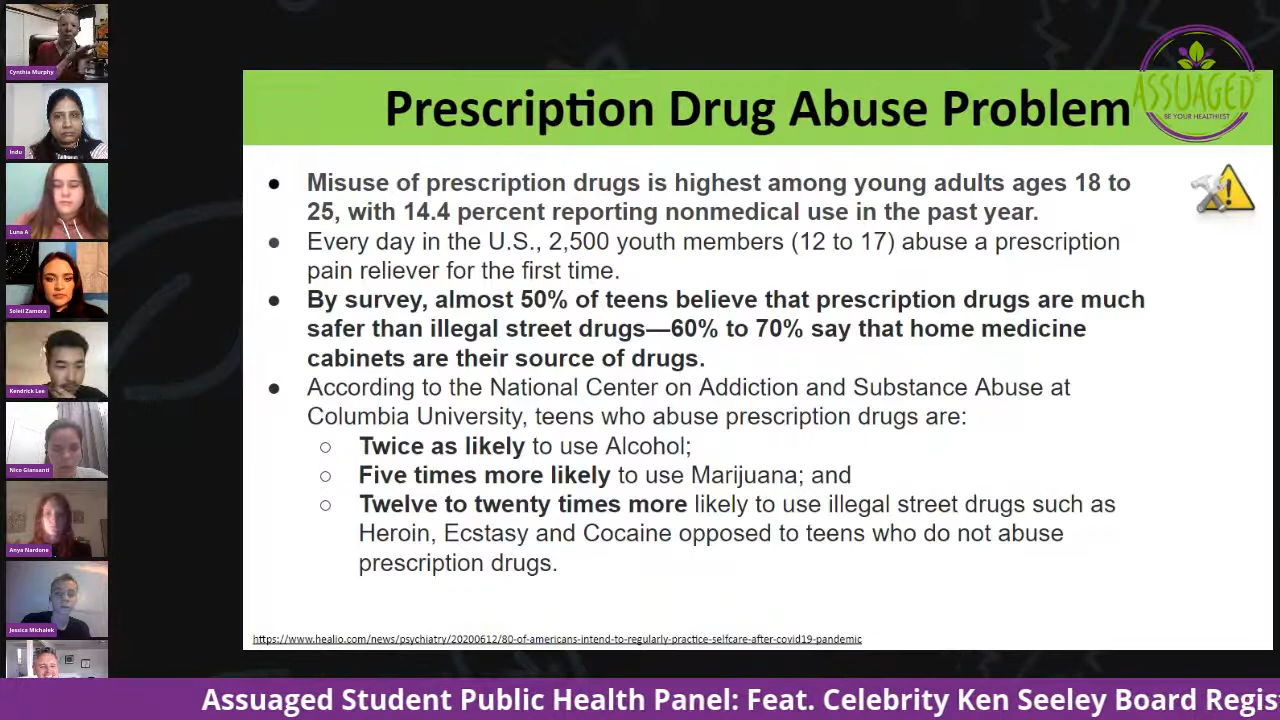 Cynthia Murphy
Indu
Luna A
Soleil Zamora
Kendrick Lee
Nico Giansanti
Anya Nardone
Jessica Michalek
ASSUAGED
BE YOUR HEALTHIEST
Prescription Drug Abuse Problem
● Misuse of prescription drugs is highest among young adults ages 18 to
25, with 14.4 percent reporting nonmedical use in the past year.
● Every day in the U.S., 2,500 youth members (12 to 17) abuse a prescription
pain reliever for the first time.
● By survey, almost 50% of teens believe that prescription drugs are much
safer than illegal street drugs—60% to 70% say that home medicine
cabinets are their source of drugs.
● According to the National Center on Addiction and Substance Abuse at
Columbia University, teens who abuse prescription drugs are:
○ Twice as likely to use Alcohol;
○ Five times more likely to use Marijuana; and
○ Twelve to twenty times more likely to use illegal street drugs such as
Heroin, Ecstasy and Cocaine opposed to teens who do not abuse
prescription drugs.
https://www.healio.com/news/psychiatry/20200612/80-of-americans-intend-to-regularly-practice-selfcare-after-covid19-pandemic
Assuaged Student Public Health Panel: Feat. Celebrity Ken Seeley Board Regis